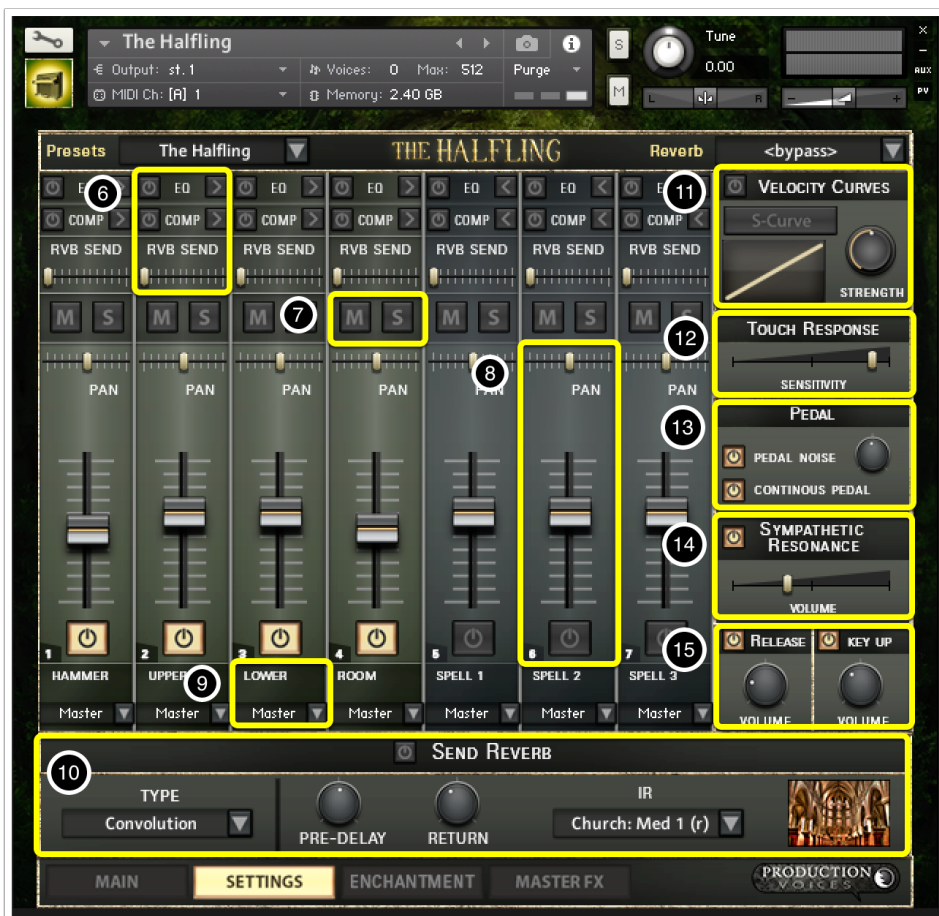 The Halfling
Output: st. 1
Voices: 0 Max: 512
Purge
MIDI Ch: [A] 1
Memory: 2.40 GB
S
M
Tune
0.00
L R
- +
×
-
AUX
PV
Presets The Halfling THE HALFLING Reverb <bypass>
6 EQ EQ EQ EQ EQ 11
COMP COMP COMP COMP COMP COMP COMP
RVB SEND RVB SEND RVB SEND RVB SEND RVB SEND RVB SEND RVB SEND
M S M S M 7 M S M S M S M S
8
PAN PAN PAN PAN PAN PAN PAN
VELOCITY CURVES
S-Curve
STRENGTH
12
TOUCH RESPONSE
SENSITIVITY
13
PEDAL
PEDAL NOISE
CONTINOUS PEDAL
14
SYMPATHETIC
RESONANCE
VOLUME
15
RELEASE KEY UP
VOLUME VOLUME
1 2 3 4 5 6 7
HAMMER UPPER 9 LOWER ROOM SPELL 1 SPELL 2 SPELL 3
Master Master Master Master Master Master Master
SEND REVERB
10
TYPE
Convolution
PRE-DELAY RETURN
IR
Church: Med 1 (r)
MAIN SETTINGS ENCHANTMENT MASTER FX
PRODUCTION
VOICES